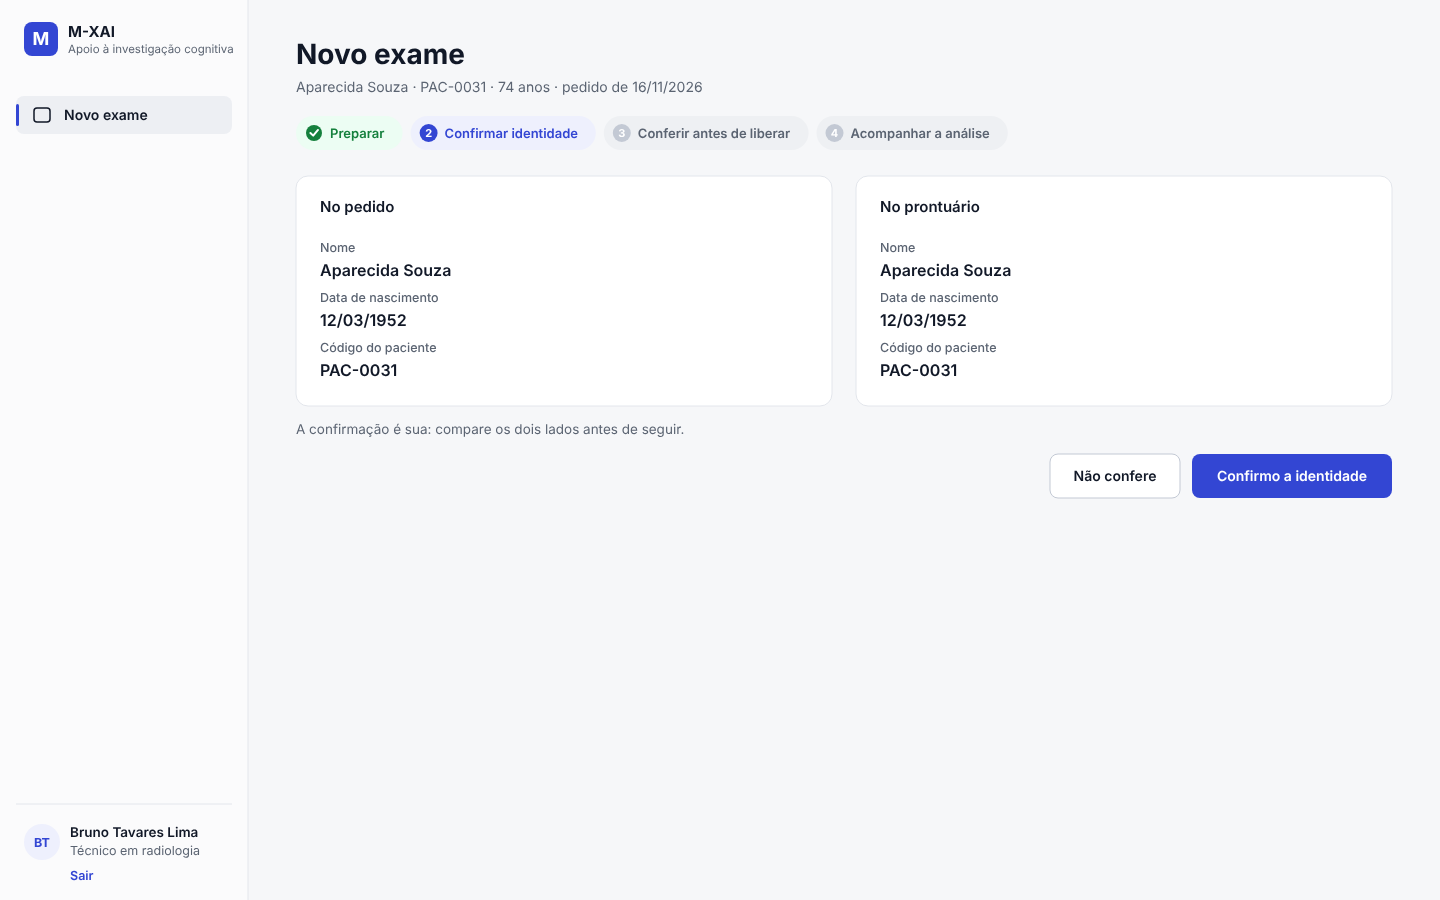 M
M-XAI
Apoio à investigação cognitiva
Novo exame
Bruno Tavares Lima
BT
Técnico em radiologia
Sair
Novo exame
Aparecida Souza · PAC-0031 · 74 anos · pedido de 16/11/2026
Preparar
2 Confirmar identidade
3 Conferir antes de liberar
4 Acompanhar a análise
No pedido
Nome
Aparecida Souza
Data de nascimento
12/03/1952
Código do paciente
PAC-0031
No prontuário
Nome
Aparecida Souza
Data de nascimento
12/03/1952
Código do paciente
PAC-0031
A confirmação é sua: compare os dois lados antes de seguir.
Não confere
Confirmo a identidade